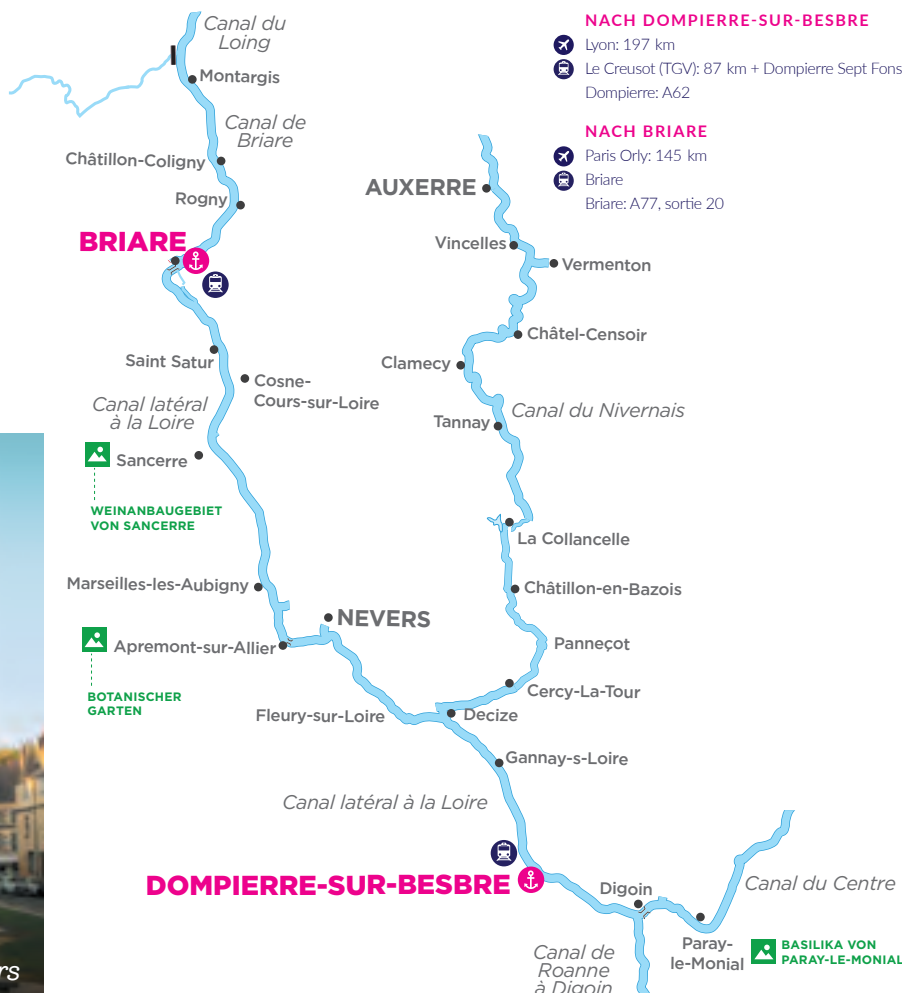 Canal du
Loing
Montargis
Canal de
Briare
Châtillon-Coligny
Rogny
BRIARE
Saint Satur
Cosne-
Cours-sur-Loire
Canal latéral
à la Loire
Sancerre
WEINANBAUGEBIET
VON SANCERRE
Marseilles-les-Aubigny
NEVERS
Apremont-sur-Allier
BOTANISCHER
GARTEN
Fleury-sur-Loire
NACH DOMPIERRE-SUR-BESBRE
Lyon: 197 km
Le Creusot (TGV): 87 km + Dompierre Sept Fons
Dompierre: A62
NACH BRIARE
Paris Orly: 145 km
Briare
Briare: A77, sortie 20
AUXERRE
Vincelles
Vermenton
Châtel-Censoir
Clamecy
Canal du Nivernais
Tannay
La Collancelle
Châtillon-en-Bazois
Panneçot
Cercy-La-Tour
Decize
Gannay-s-Loire
Canal latéral à la Loire
DOMPIERRE-SUR-BESBRE
Digoin
Canal du Centre
Paray-
le-Monial
BASILIKA VON
PARAY-LE-MONIAL
Canal de
Roanne
à Digoin
rs